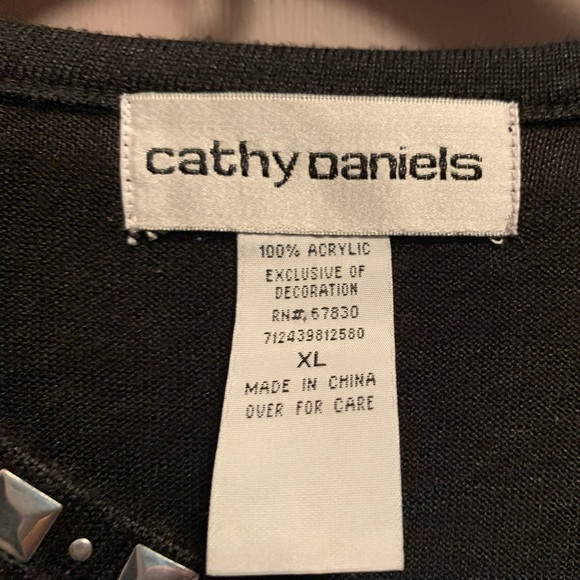 cathy Daniels
100% ACRYLIC
EXCLUSIVE OF
DECORATION
RN#, 67830
712439812580
XL
MADE IN CHINA
OVER FOR CARE